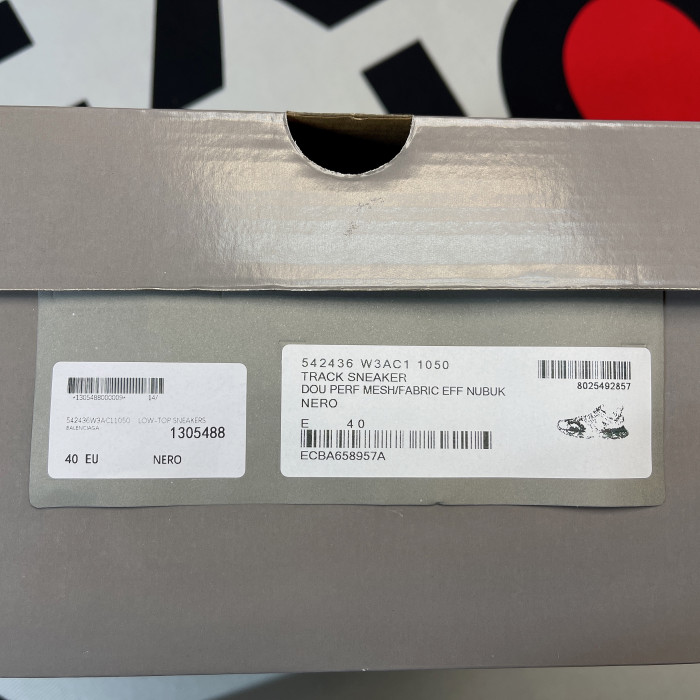 *1305488000009* 14/
542436W3AC11050 LOW-TOP SNEAKERS
BALENCIAGA
1305488
40 EU NERO
542436 W3AC1 1050
TRACK SNEAKER
DOU PERF MESH/FABRIC EFF NUBUK
NERO
E 40
ECBA658957A
8025492857